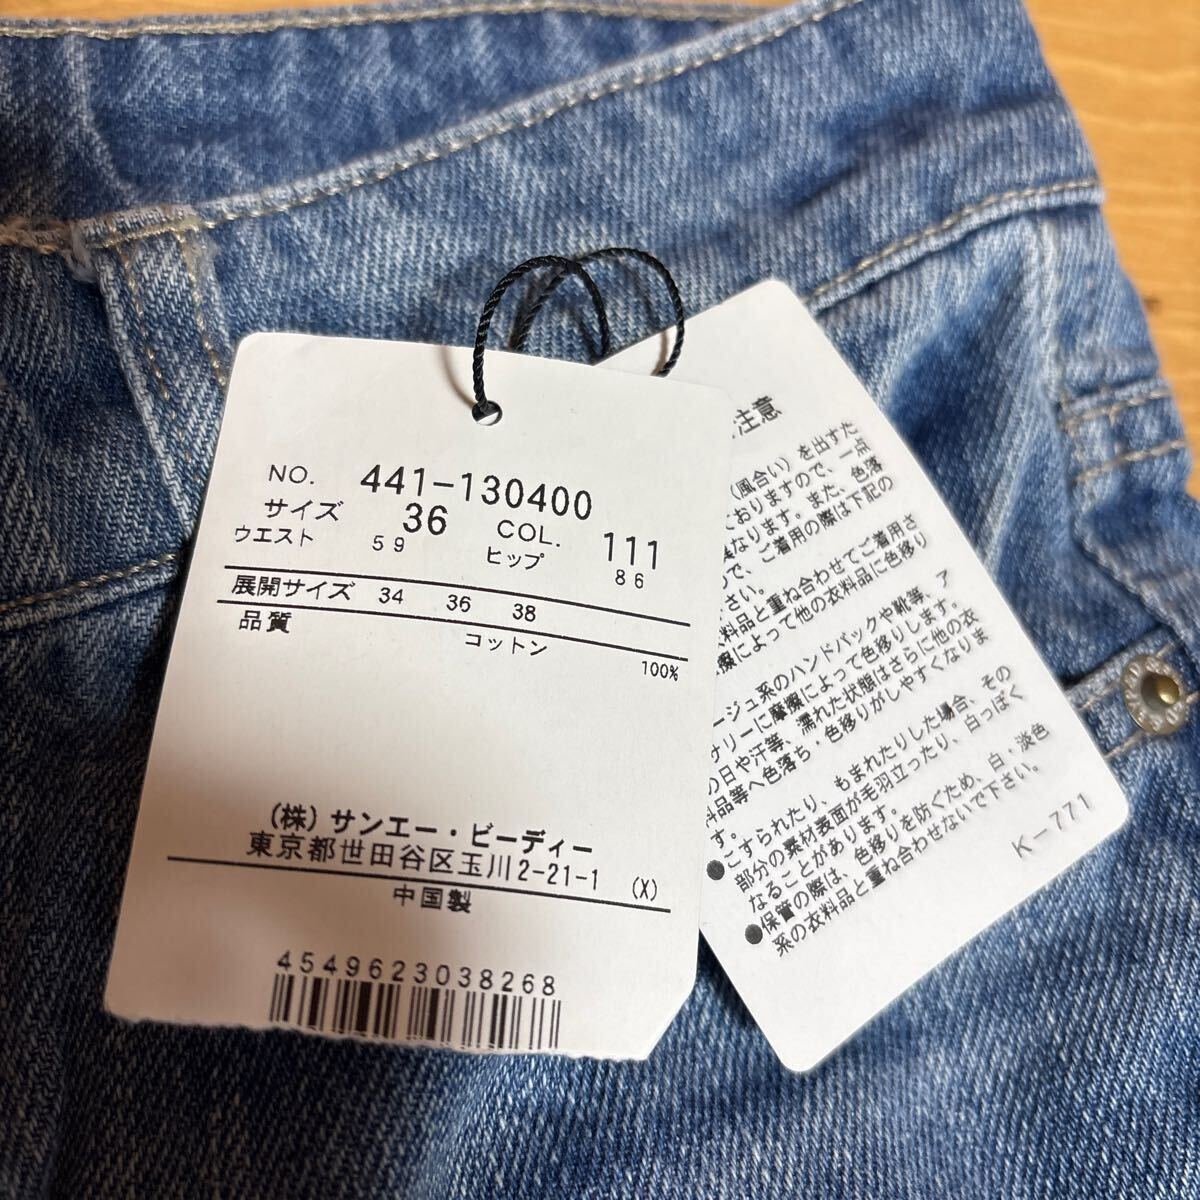 NO. 441-130400
サイズ 36 COL. 111
ウエスト 59 ヒップ 86
展開サイズ 34 36 38
品質 コットン 100%
(株)サンエー・ビーディー
東京都世田谷区玉川2-21-1 (X)
中国製
4549623038268
注意
(風合い)を出すた
おりますので、一点
なります。また、色落
で、ご着用の際は下記の
さい。
料品と重ね合わせてご着用さ
擦によって他の衣料品に色移り
ージュ系のハンドバックや靴等、ア
サリーに摩擦によって色移りします。
の日や汗等、濡れた状態はさらに他の衣
料品等へ色落ち・色移りがしやすくなりま
す。
●こすられたり、もまれたりした場合、その
部分の素材表面が毛羽立ったり、白っぽく
なることがあります。
●保管の際は、色移りを防ぐため、白・淡色
系の衣料品と重ね合わせないで下さい。
K-771